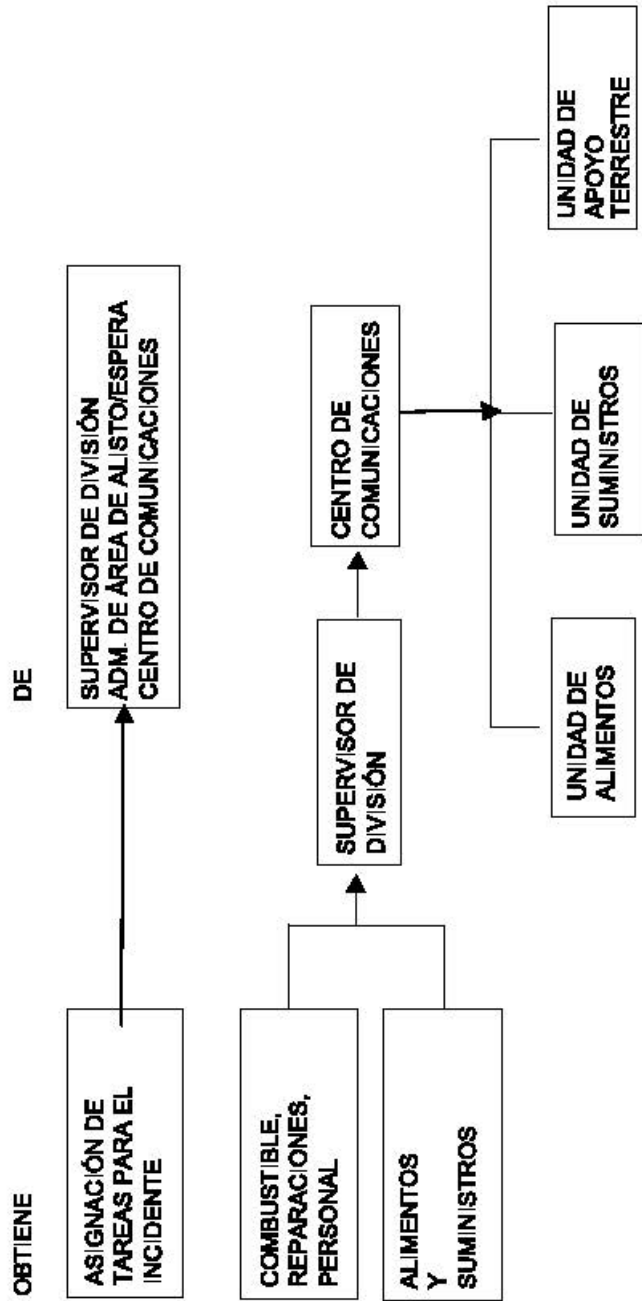 OBTIENE
DE
ASIGNACIÓN DE
TAREAS PARA EL
INCIDENTE
SUPERVISOR DE DIVISIÓN
ADM. DE ÁREA DE ALISTO/ESPERA
CENTRO DE COMUNICACIONES
COMBUSTIBLE,
REPARACIONES,
PERSONAL
ALIMENTOS
Y
SUMINISTROS
SUPERVISOR DE
DIVISIÓN
CENTRO DE
COMUNICACIONES
UNIDAD DE
ALIMENTOS
UNIDAD DE
SUMINISTROS
UNIDAD DE
APOYO
TERRESTRE